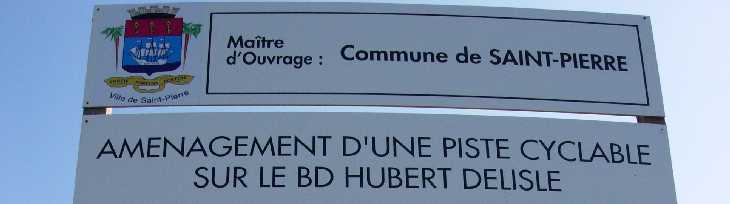 Maître
d'Ouvrage : Commune de SAINT-PIERRE
Ville de Saint-Pierre
AMENAGEMENT D'UNE PISTE CYCLABLE
SUR LE BD HUBERT DELISLE